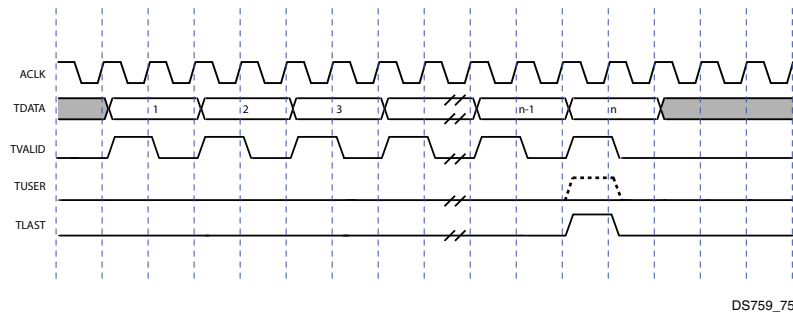 ACLK
TDATA 1 2 3 n-1 n
TVALID
TUSER
TLAST
DS759_75